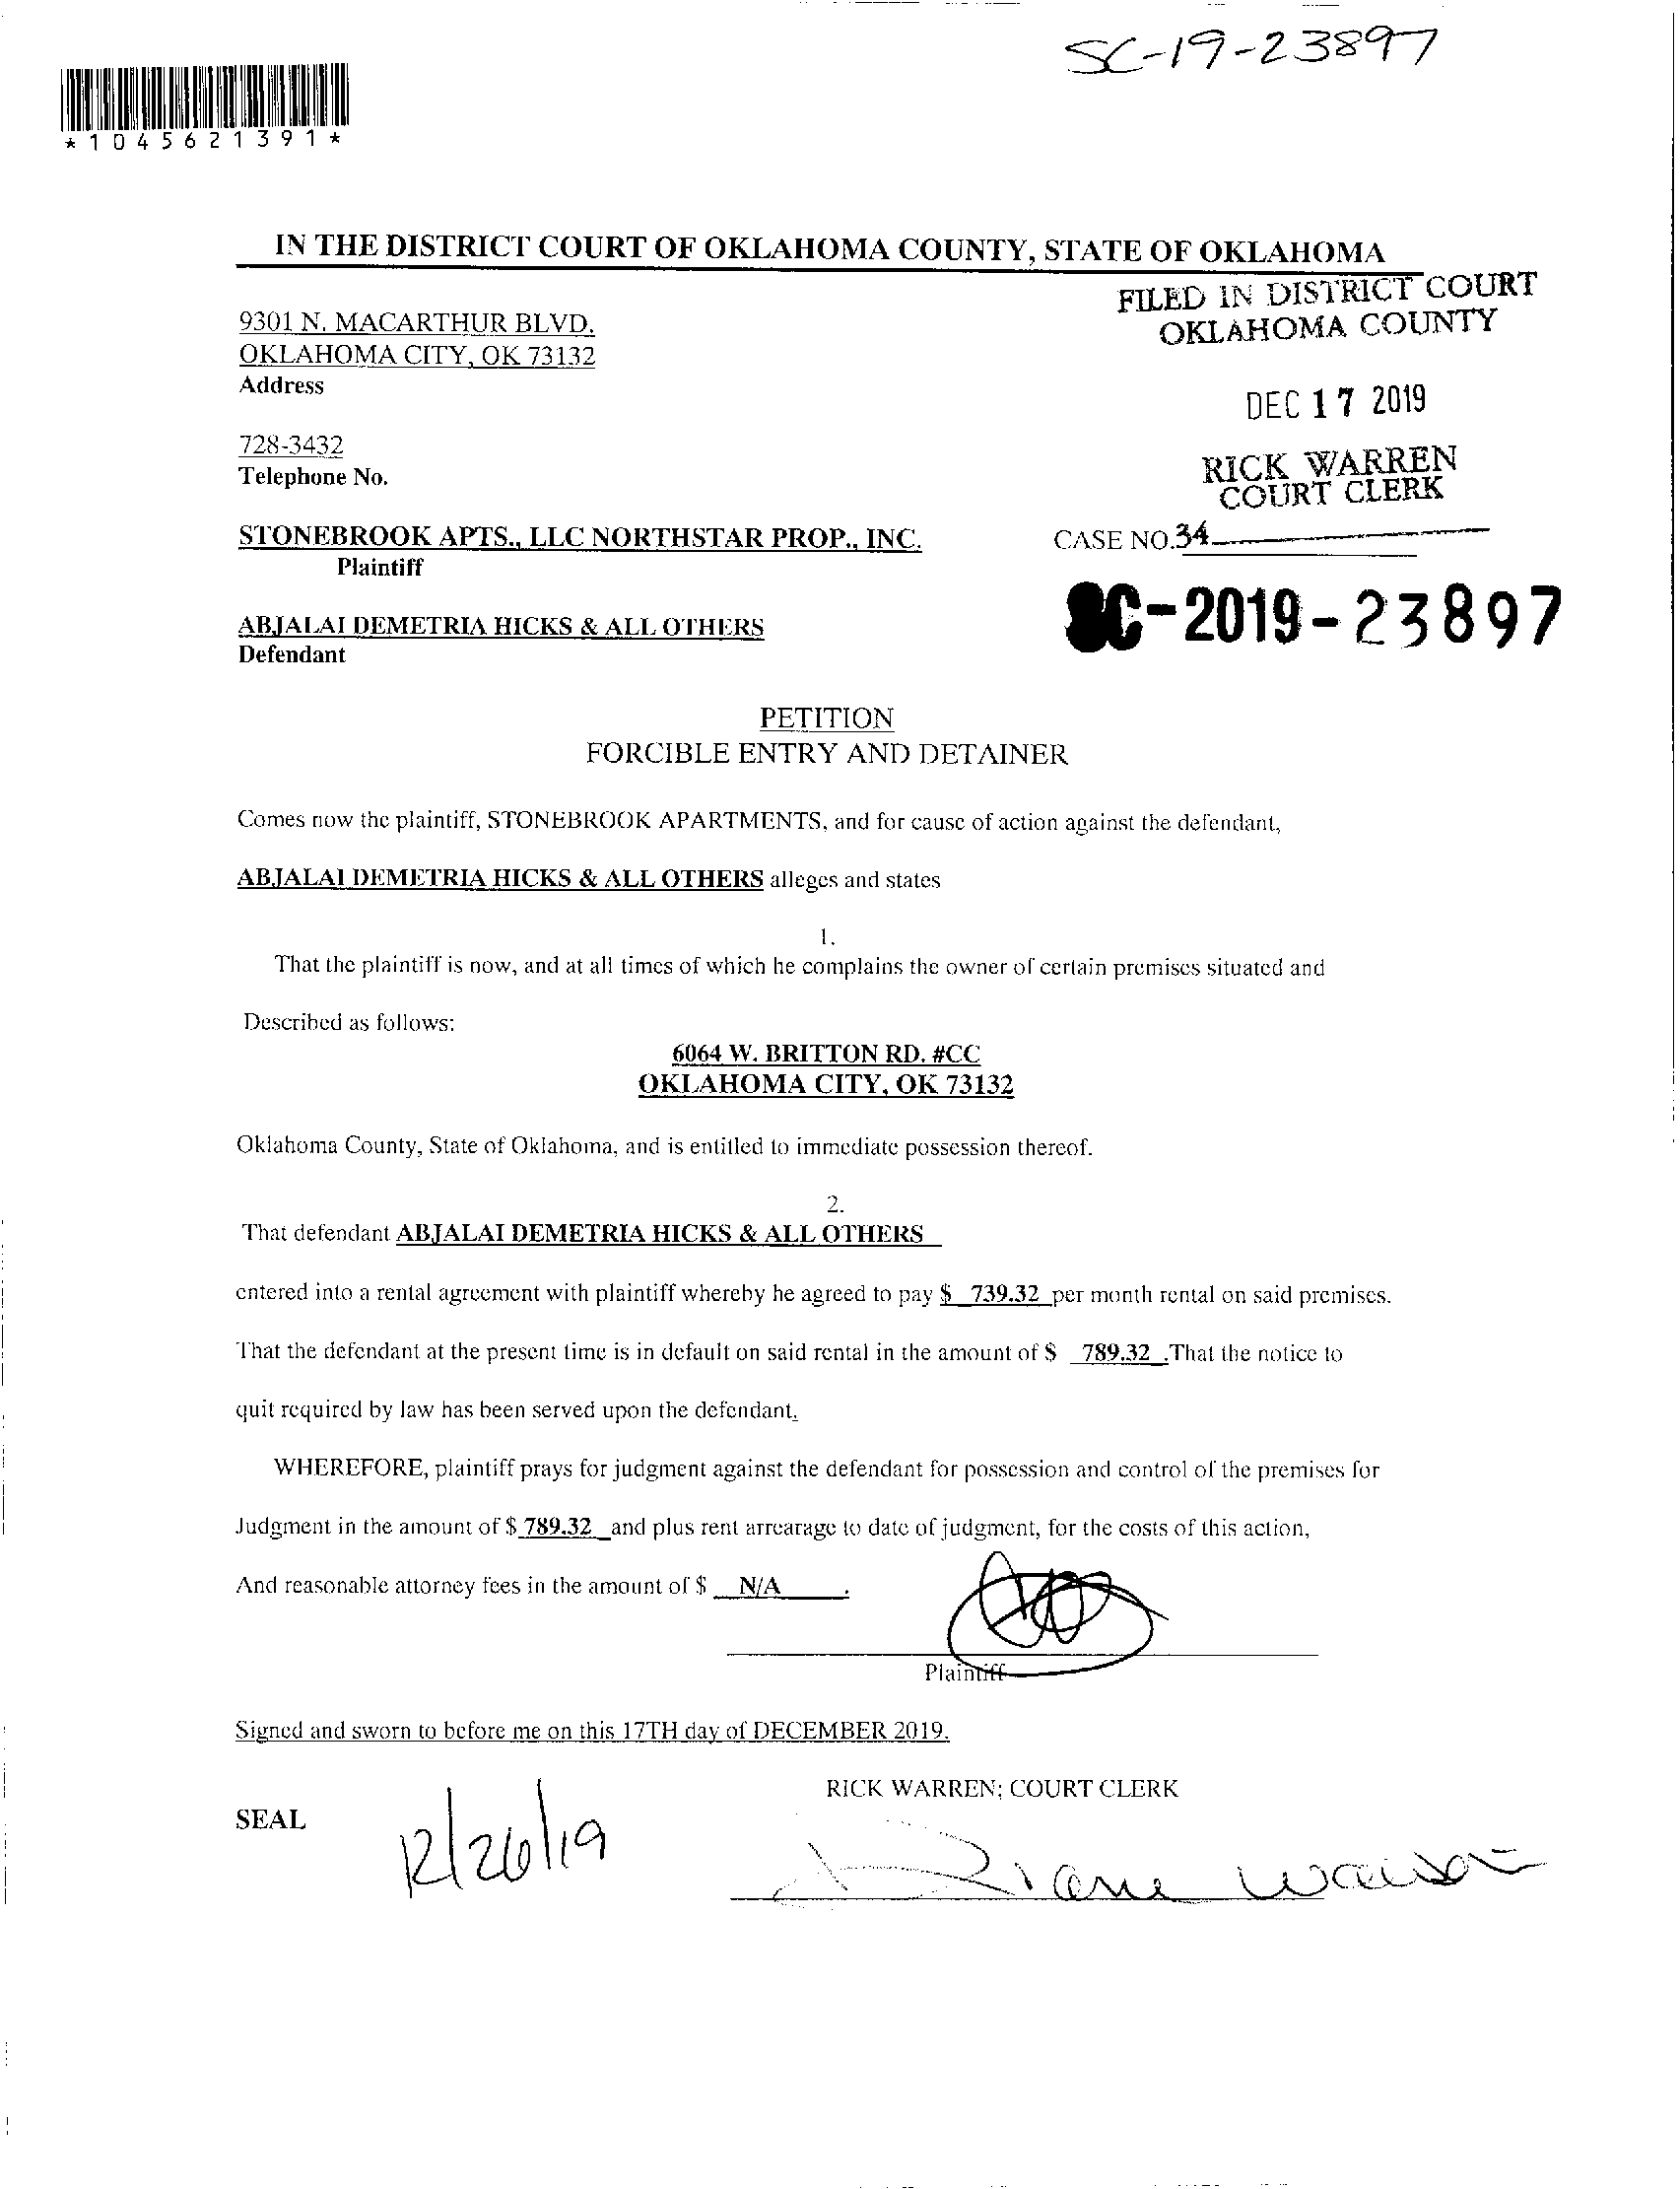 SC-19-23897
*1045621391*
IN THE DISTRICT COURT OF OKLAHOMA COUNTY, STATE OF OKLAHOMA
FILED IN DISTRICT COURT
OKLAHOMA COUNTY
9301 N. MACARTHUR BLVD.
OKLAHOMA CITY, OK 73132
Address
DEC 17 2019
728-3432
Telephone No.
RICK WARREN
COURT CLERK
STONEBROOK APTS., LLC NORTHSTAR PROP., INC.
Plaintiff
CASE NO.34
SC-2019-23897
ABJALAI DEMETRIA HICKS & ALL OTHERS
Defendant
PETITION
FORCIBLE ENTRY AND DETAINER
Comes now the plaintiff, STONEBROOK APARTMENTS, and for cause of action against the defendant,
ABJALAI DEMETRIA HICKS & ALL OTHERS alleges and states
1.
That the plaintiff is now, and at all times of which he complains the owner of certain premises situated and
Described as follows:
6064 W. BRITTON RD. #CC
OKLAHOMA CITY, OK 73132
Oklahoma County, State of Oklahoma, and is entitled to immediate possession thereof.
2.
That defendant ABJALAI DEMETRIA HICKS & ALL OTHERS
entered into a rental agreement with plaintiff whereby he agreed to pay $ 739.32 per month rental on said premises.
That the defendant at the present time is in default on said rental in the amount of $ 789.32 .That the notice to
quit required by law has been served upon the defendant.
WHEREFORE, plaintiff prays for judgment against the defendant for possession and control of the premises for
Judgment in the amount of $ 789.32 and plus rent arrearage to date of judgment, for the costs of this action,
And reasonable attorney fees in the amount of $ N/A .
Plaintiff
Signed and sworn to before me on this 17TH day of DECEMBER 2019.
RICK WARREN; COURT CLERK
SEAL
12/26/19
Diane